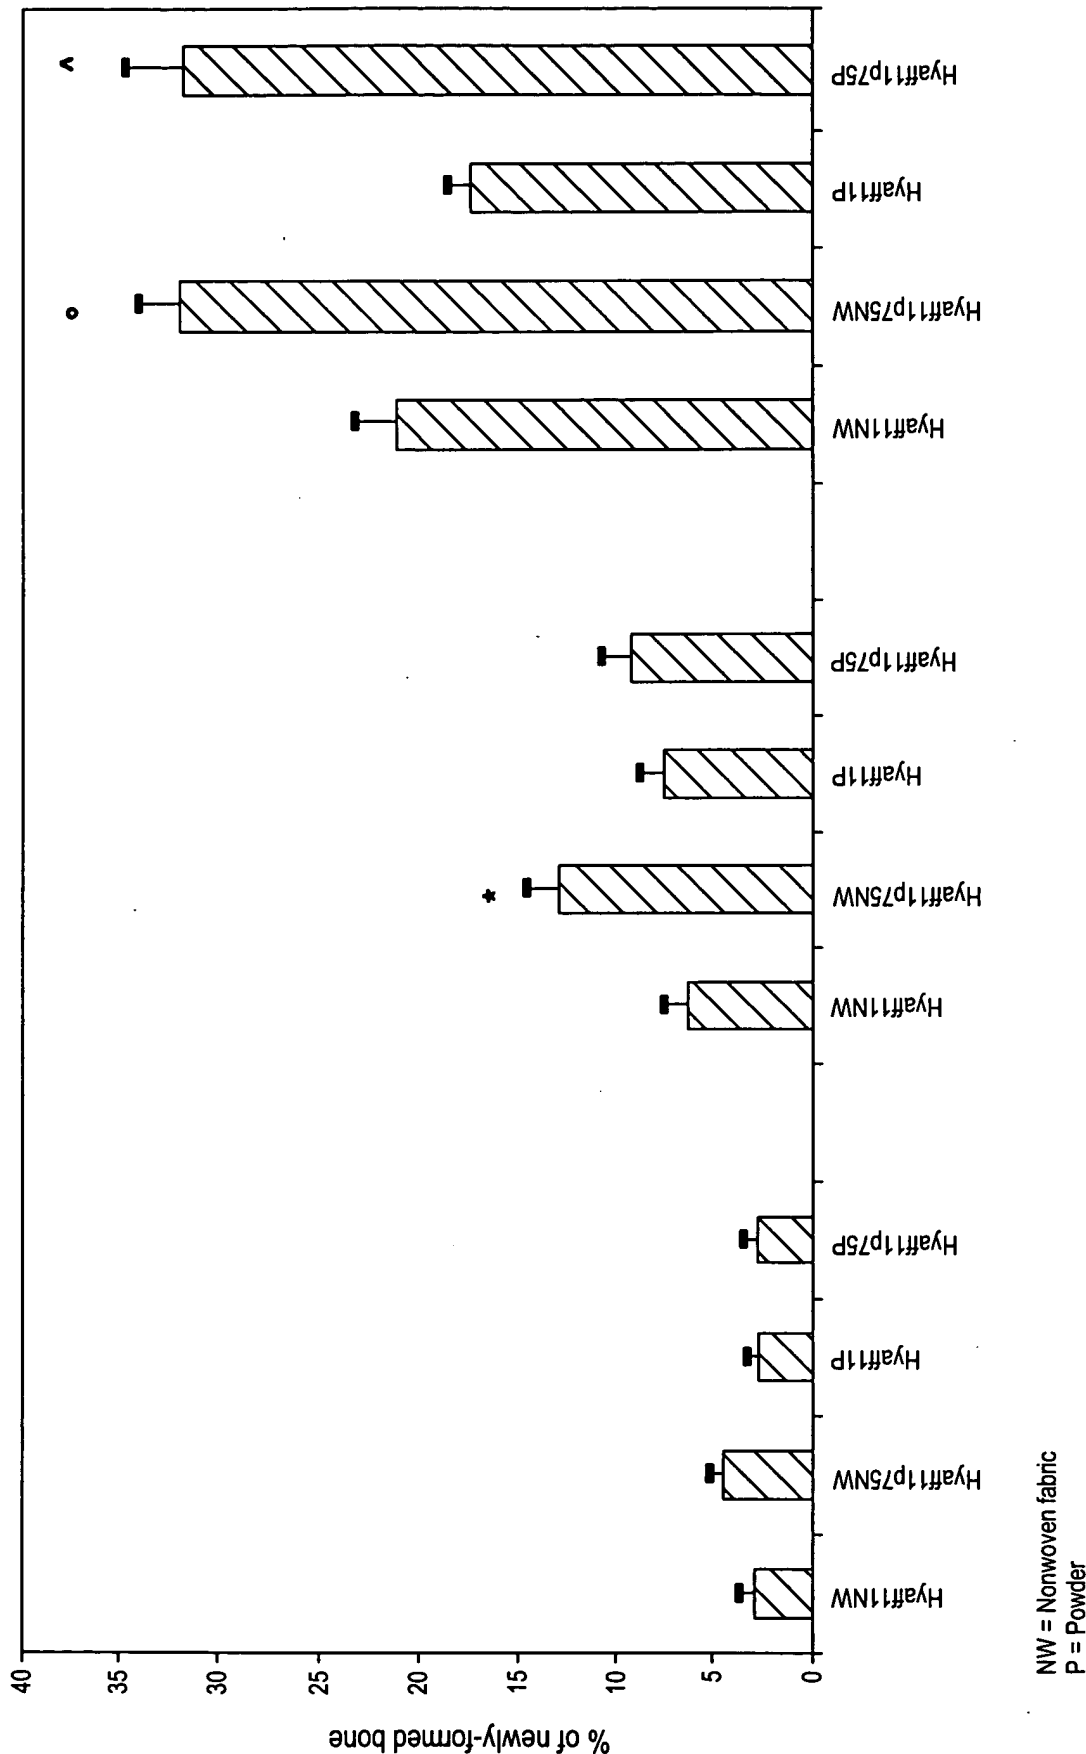 % of newly-formed bone
40
35
30
25
20
15
10
5
0
Hyaff11NW
Hyaff11p75NW
Hyaff11P
Hyaff11p75P
Hyaff11NW
Hyaff11p75NW
*
Hyaff11P
Hyaff11p75P
Hyaff11NW
Hyaff11p75NW
°
Hyaff11P
Hyaff11p75P
^
NW = Nonwoven fabric
P = Powder